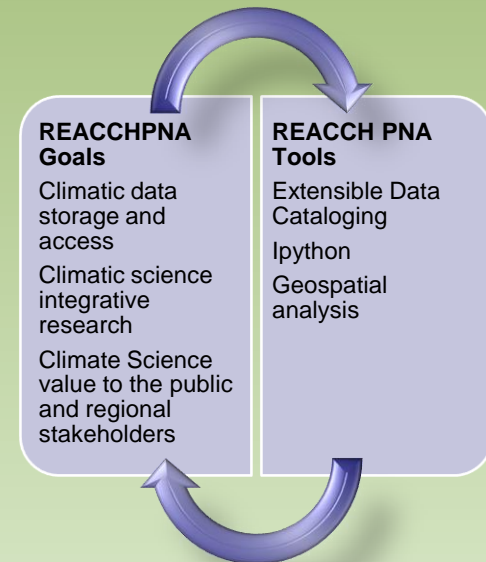 REACCHPNA
Goals
Climatic data
storage and
access
Climatic science
integrative
research
Climate Science
value to the public
and regional
stakeholders
REACCH PNA
Tools
Extensible Data
Cataloging
Ipython
Geospatial
analysis